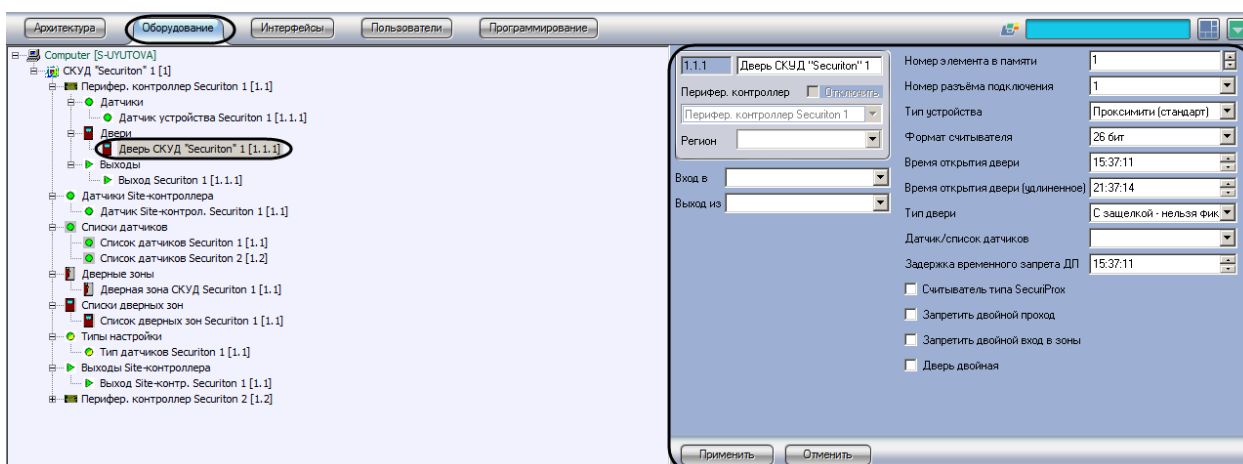 Архитектура Оборудование Интерфейсы Пользователи Программирование
Computer [S-UYUTOVA]
СКУД "Securiton" 1 [1]
Перифер. контроллер Securiton 1 [1.1]
Датчики
Датчик устройства Securiton 1 [1.1.1]
Двери
Дверь СКУД "Securiton" 1 [1.1.1]
Выходы
Выход Securiton 1 [1.1.1]
Датчики Site-контроллера
Датчик Site-контрол. Securiton 1 [1.1]
Списки датчиков
Список датчиков Securiton 1 [1.1]
Список датчиков Securiton 2 [1.2]
Дверные зоны
Дверная зона СКУД Securiton 1 [1.1]
Списки дверных зон
Список дверных зон Securiton 1 [1.1]
Типы настройки
Тип датчиков Securiton 1 [1.1]
Выходы Site-контроллера
Выход Site-контр. Securiton 1 [1.1]
Перифер. контроллер Securiton 2 [1.2]
1.1.1 Дверь СКУД "Securiton" 1
Перифер. контроллер Отключить
Перифер. контроллер Securiton 1
Регион
Вход в
Выход из
Номер элемента в памяти 1
Номер разъёма подключения 1
Тип устройства Проксимити (стандарт)
Формат считывателя 26 бит
Время открытия двери 15:37:11
Время открытия двери (удлиненное) 21:37:14
Тип двери С защелкой - нельзя фик
Датчик/список датчиков
Задержка временного запрета ДП 15:37:11
Считыватель типа SecuriProx
Запретить двойной проход
Запретить двойной вход в зоны
Дверь двойная
Применить Отменить